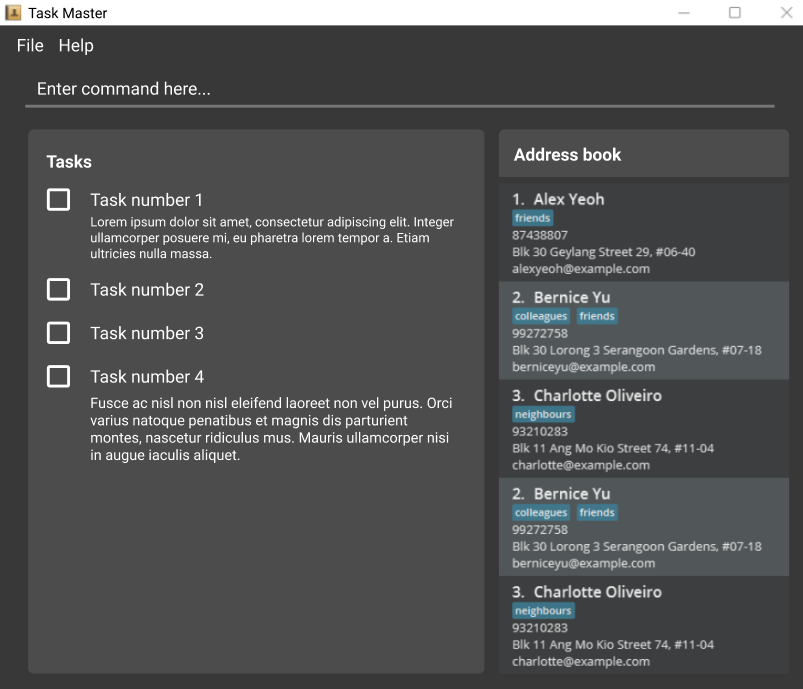 Task Master
File Help
Enter command here...
Tasks
Task number 1
Lorem ipsum dolor sit amet, consectetur adipiscing elit. Integer
ullamcorper posuere mi, eu pharetra lorem tempor a. Etiam
ultricies nulla massa.
Task number 2
Task number 3
Task number 4
Fusce ac nisl non nisl eleifend laoreet non vel purus. Orci
varius natoque penatibus et magnis dis parturient
montes, nascetur ridiculus mus. Mauris ullamcorper nisi
in augue iaculis aliquet.
Address book
1. Alex Yeoh
friends
87438807
Blk 30 Geylang Street 29, #06-40
alexyeoh@example.com
2. Bernice Yu
colleagues friends
99272758
Blk 30 Lorong 3 Serangoon Gardens, #07-18
berniceyu@example.com
3. Charlotte Oliveiro
neighbours
93210283
Blk 11 Ang Mo Kio Street 74, #11-04
charlotte@example.com
2. Bernice Yu
colleagues friends
99272758
Blk 30 Lorong 3 Serangoon Gardens, #07-18
berniceyu@example.com
3. Charlotte Oliveiro
neighbours
93210283
Blk 11 Ang Mo Kio Street 74, #11-04
charlotte@example.com